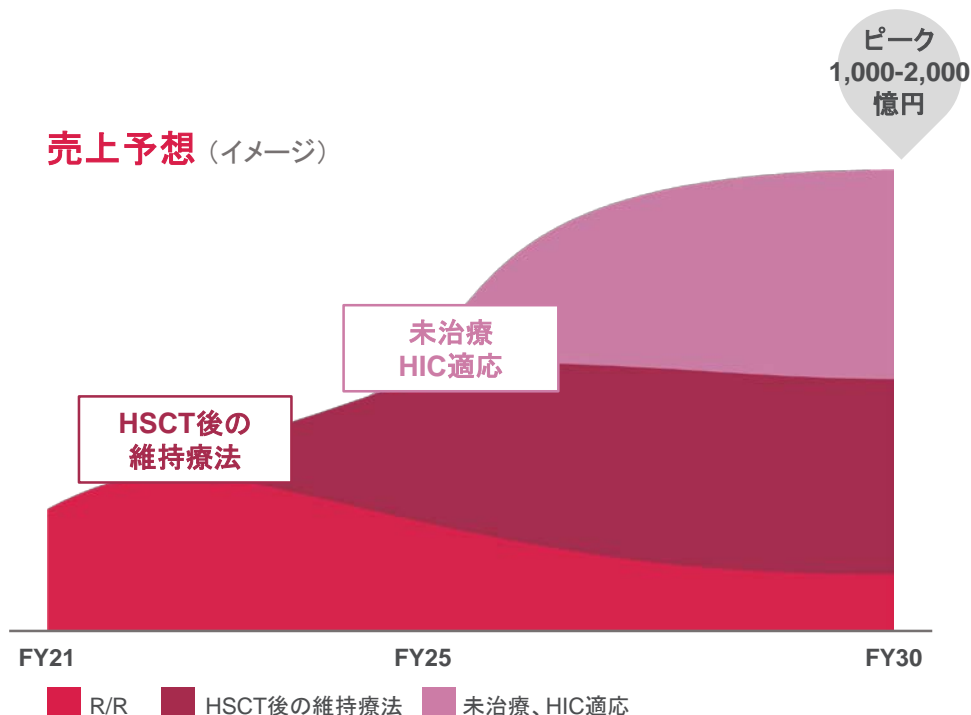 ピーク
1,000-2,000
憶円
売上予想（イメージ）
未治療
HIC適応
HSCT後の
維持療法
FY21 FY25 FY30
R/R HSCT後の維持療法 未治療、HIC適応